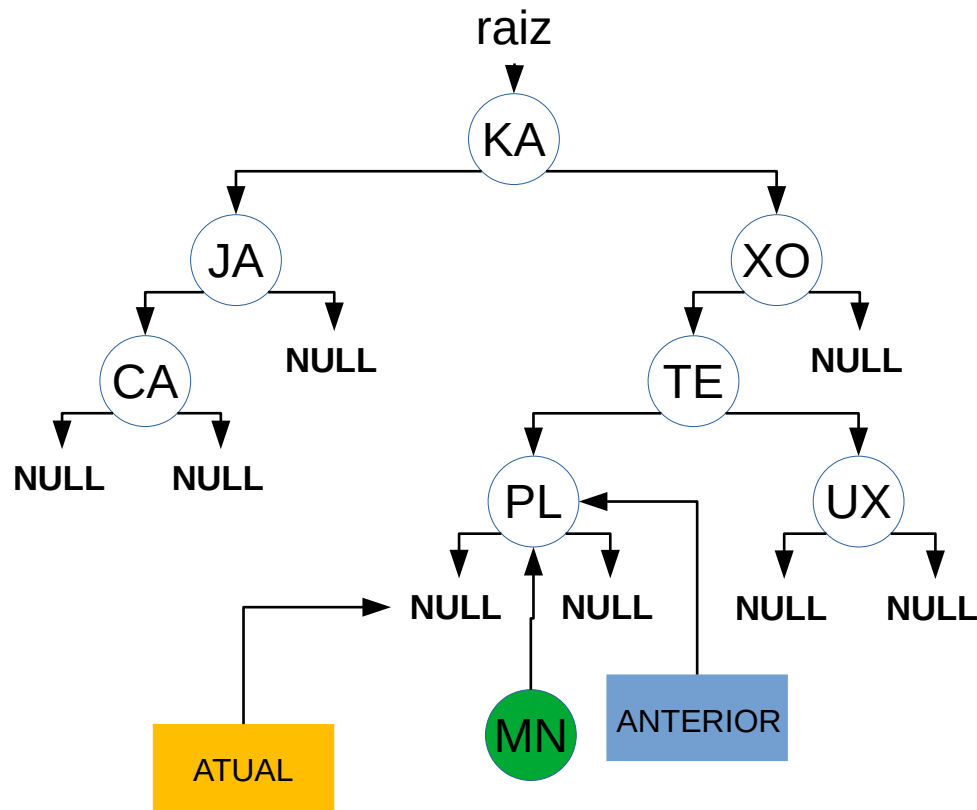 raiz
KA
JA
XO
CA
NULL
TE
NULL
NULL
NULL
PL
UX
NULL
NULL
NULL
NULL
MN
ANTERIOR
ATUAL